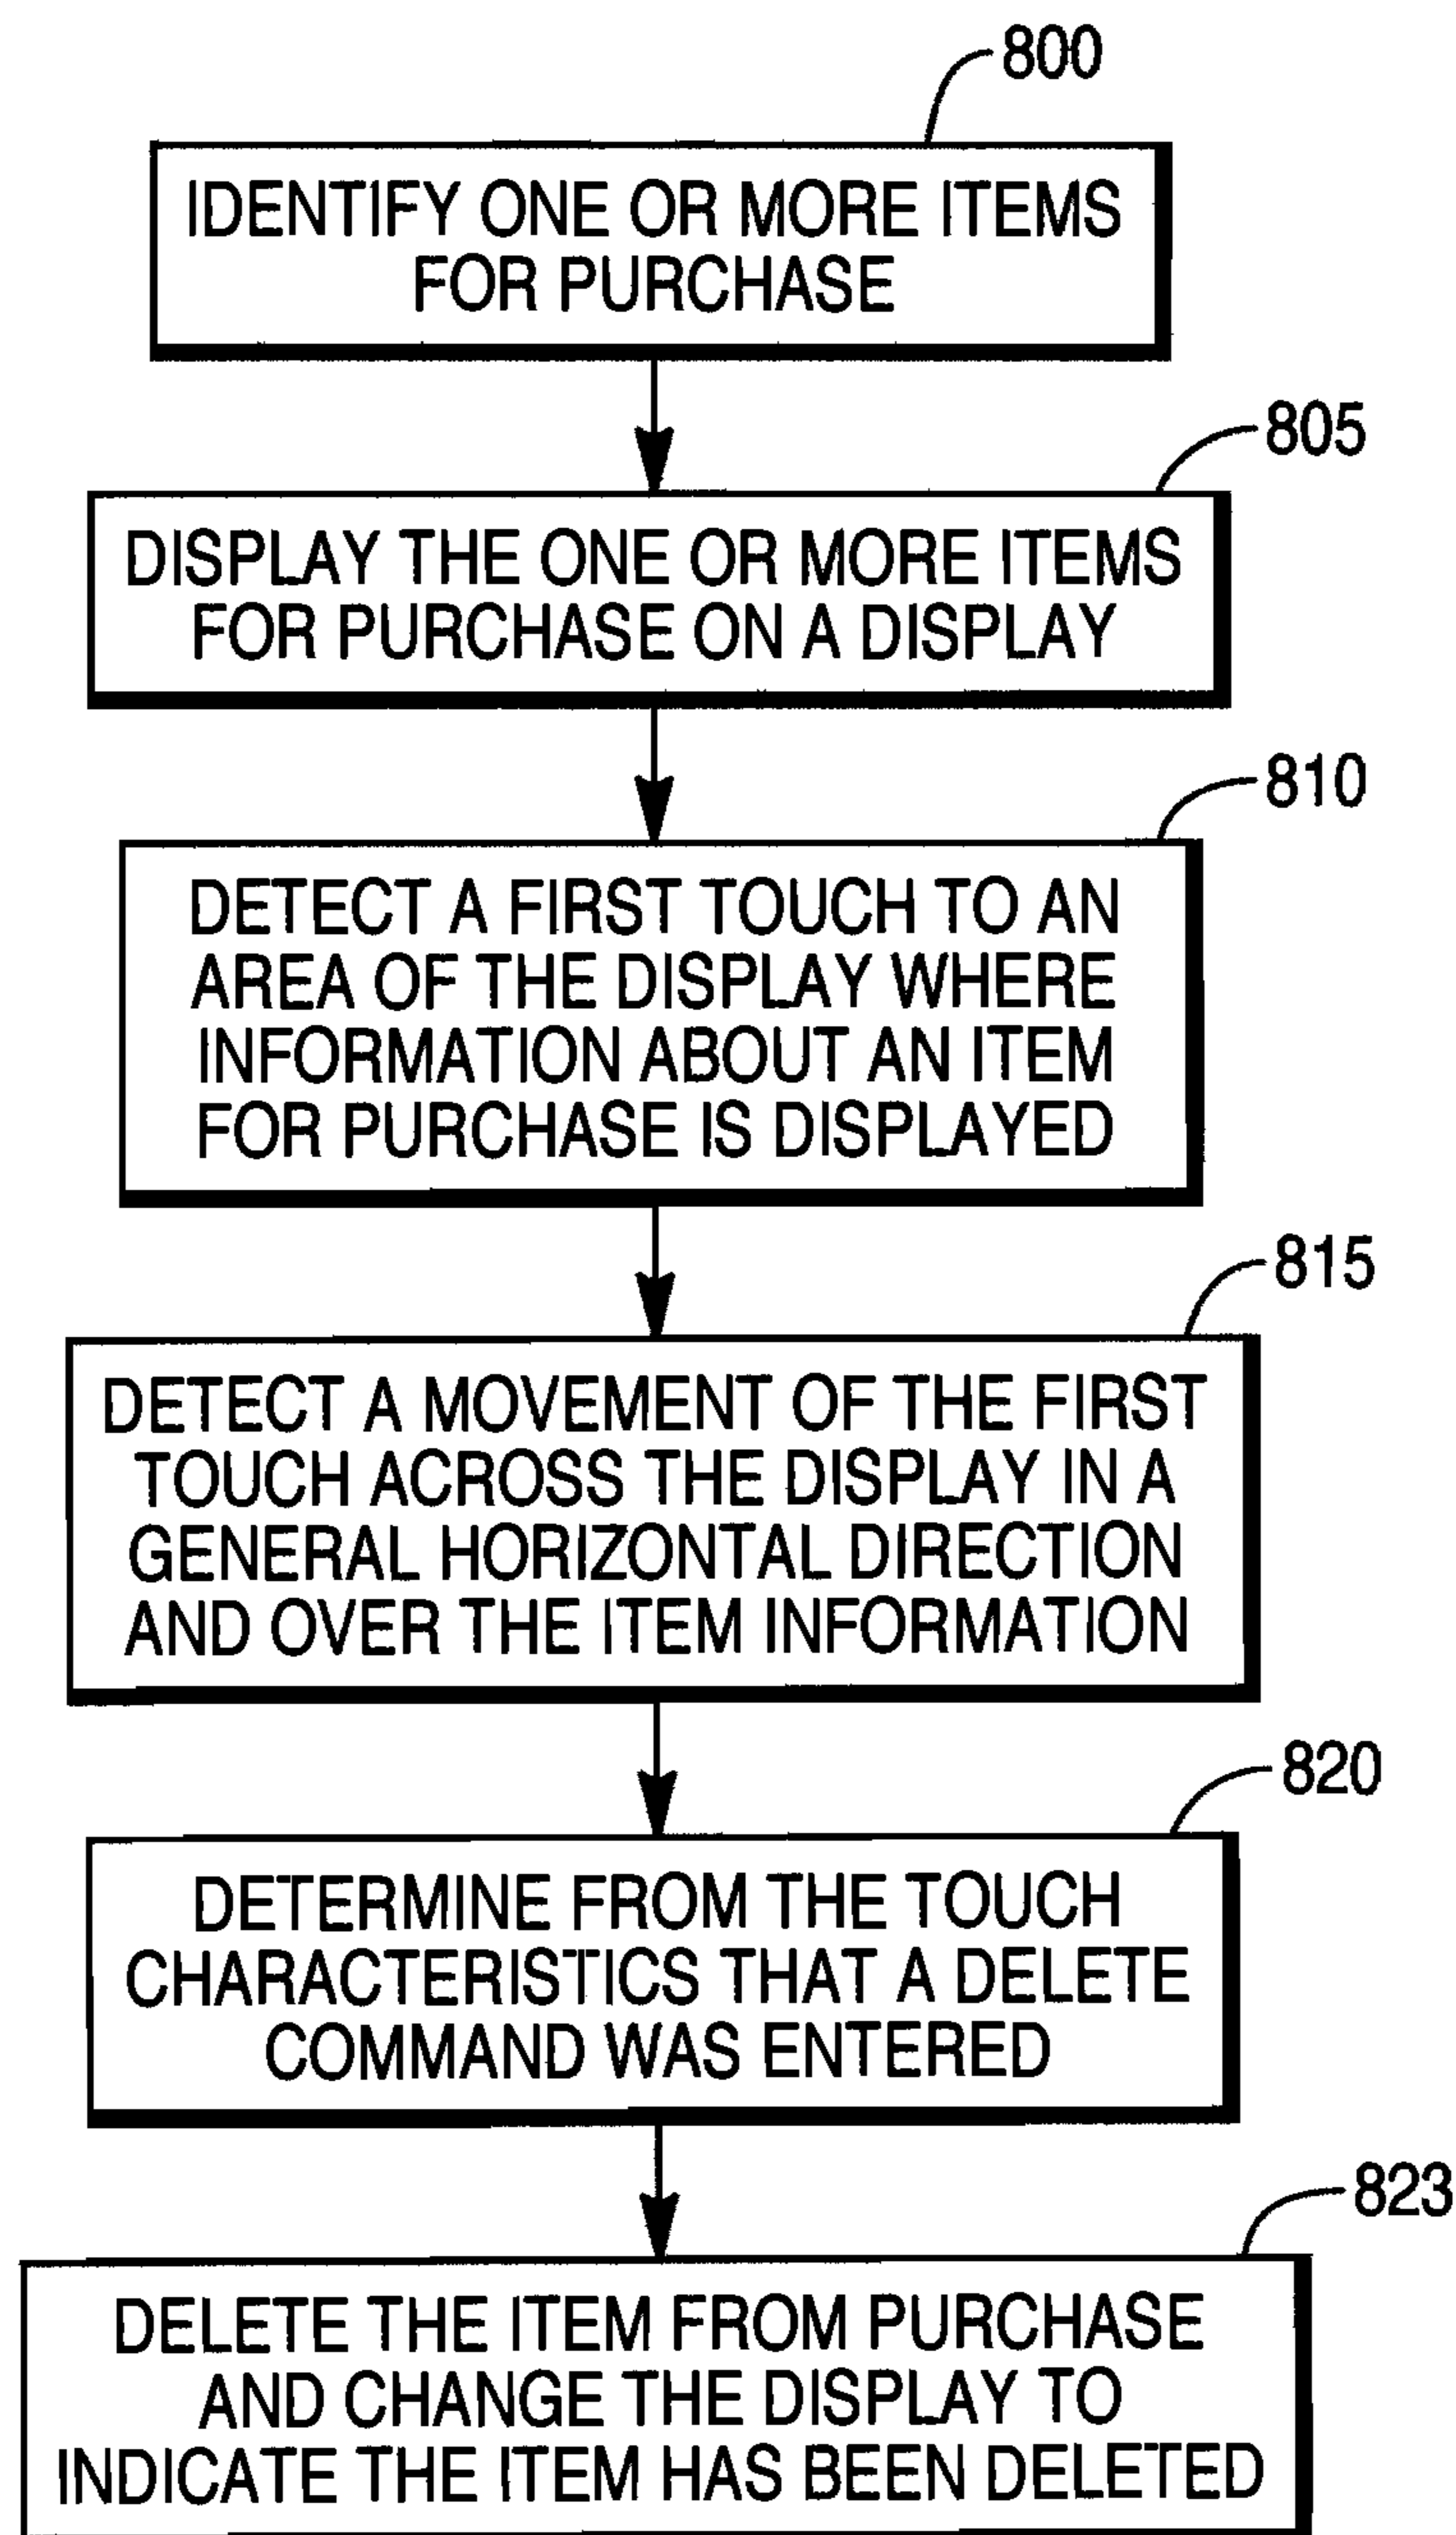 800
IDENTIFY ONE OR MORE ITEMS
FOR PURCHASE
805
DISPLAY THE ONE OR MORE ITEMS
FOR PURCHASE ON A DISPLAY
810
DETECT A FIRST TOUCH TO AN
AREA OF THE DISPLAY WHERE
INFORMATION ABOUT AN ITEM
FOR PURCHASE IS DISPLAYED
815
DETECT A MOVEMENT OF THE FIRST
TOUCH ACROSS THE DISPLAY IN A
GENERAL HORIZONTAL DIRECTION
AND OVER THE ITEM INFORMATION
820
DETERMINE FROM THE TOUCH
CHARACTERISTICS THAT A DELETE
COMMAND WAS ENTERED
823
DELETE THE ITEM FROM PURCHASE
AND CHANGE THE DISPLAY TO
INDICATE THE ITEM HAS BEEN DELETED